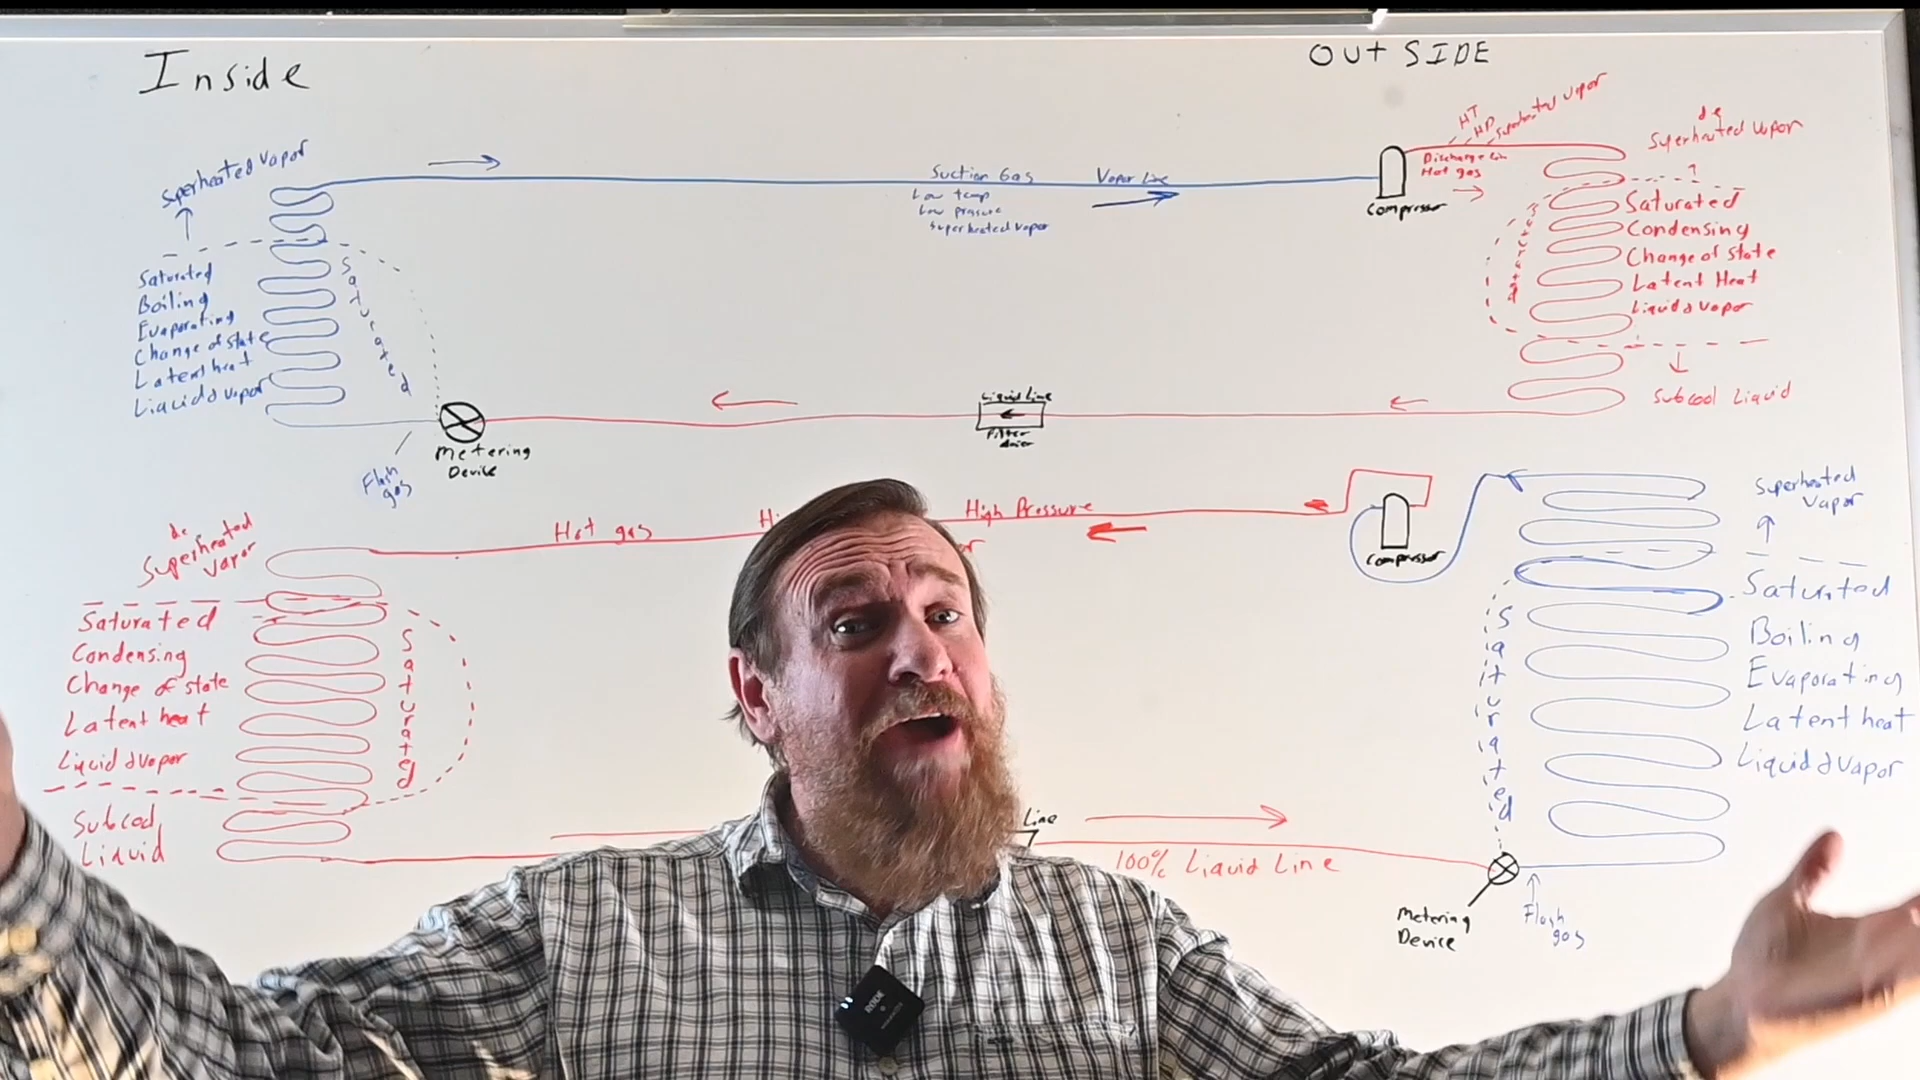 Inside
OUTSIDE
Superheated Vapor
Saturated
Boiling
Evaporating
Change of state
Latent heat
Liquid & vapor
Saturated
Flash
gas
Metering
Device
Suction Gas
Low temp
Low pressure
Superheated vapor
Vapor Line
Compressor
HT
HP
Superheated vapor
Discharge Line
Hot gas
de
Superheated Vapor
Saturated
Saturated
Condensing
Change of State
Latent Heat
Liquid & Vapor
Subcool Liquid
Liquid Line
Filter
drier
de
Superheated
Vapor
Saturated
Condensing
Change of state
Latent heat
Liquid & vapor
Subcool
Liquid
Saturated
Hot gas
High Pressure
Compressor
Superheated
Vapor
Saturated
Boiling
Evaporating
Latent heat
Liquid & vapor
Saturated
Line
100% Liquid Line
Metering
Device
Flash
gas
RØDE